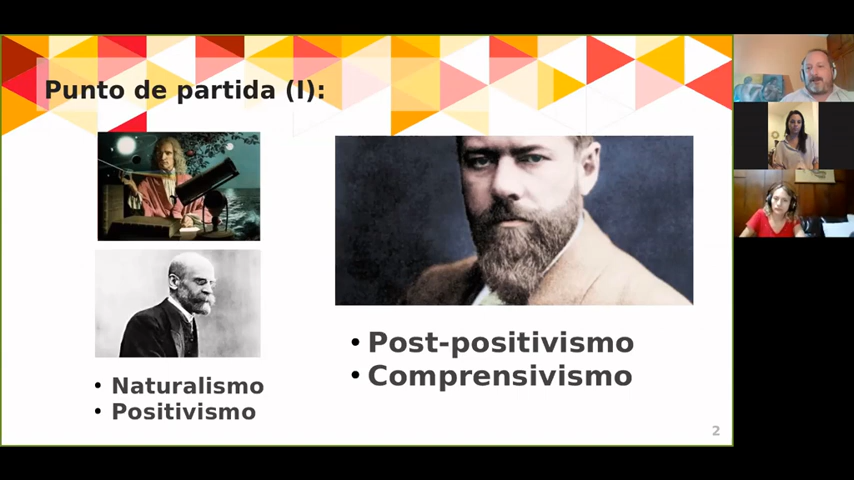 Punto de partida (I):
• Naturalismo
• Positivismo
• Post-positivismo
• Comprensivismo
2